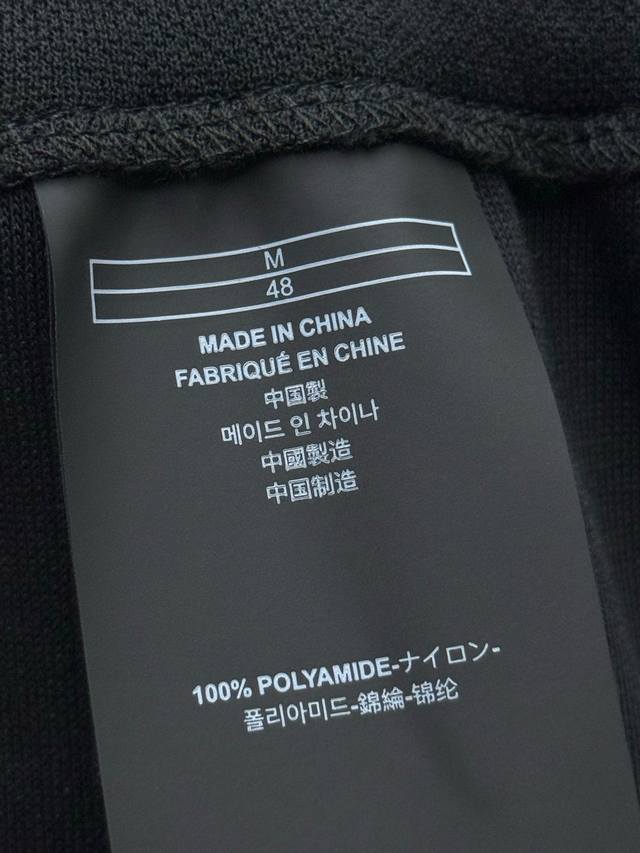 M
48
MADE IN CHINA
FABRIQUÉ EN CHINE
中国製
메이드 인 차이나
中國製造
中国制造
100% POLYAMIDE-ナイロン-
폴리아미드-錦綸-锦纶